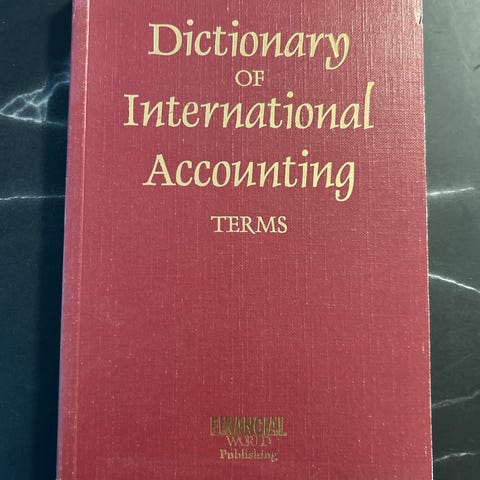 Dictionary
OF
International
Accounting
TERMS
FINANCIAL
WORLD
Publishing